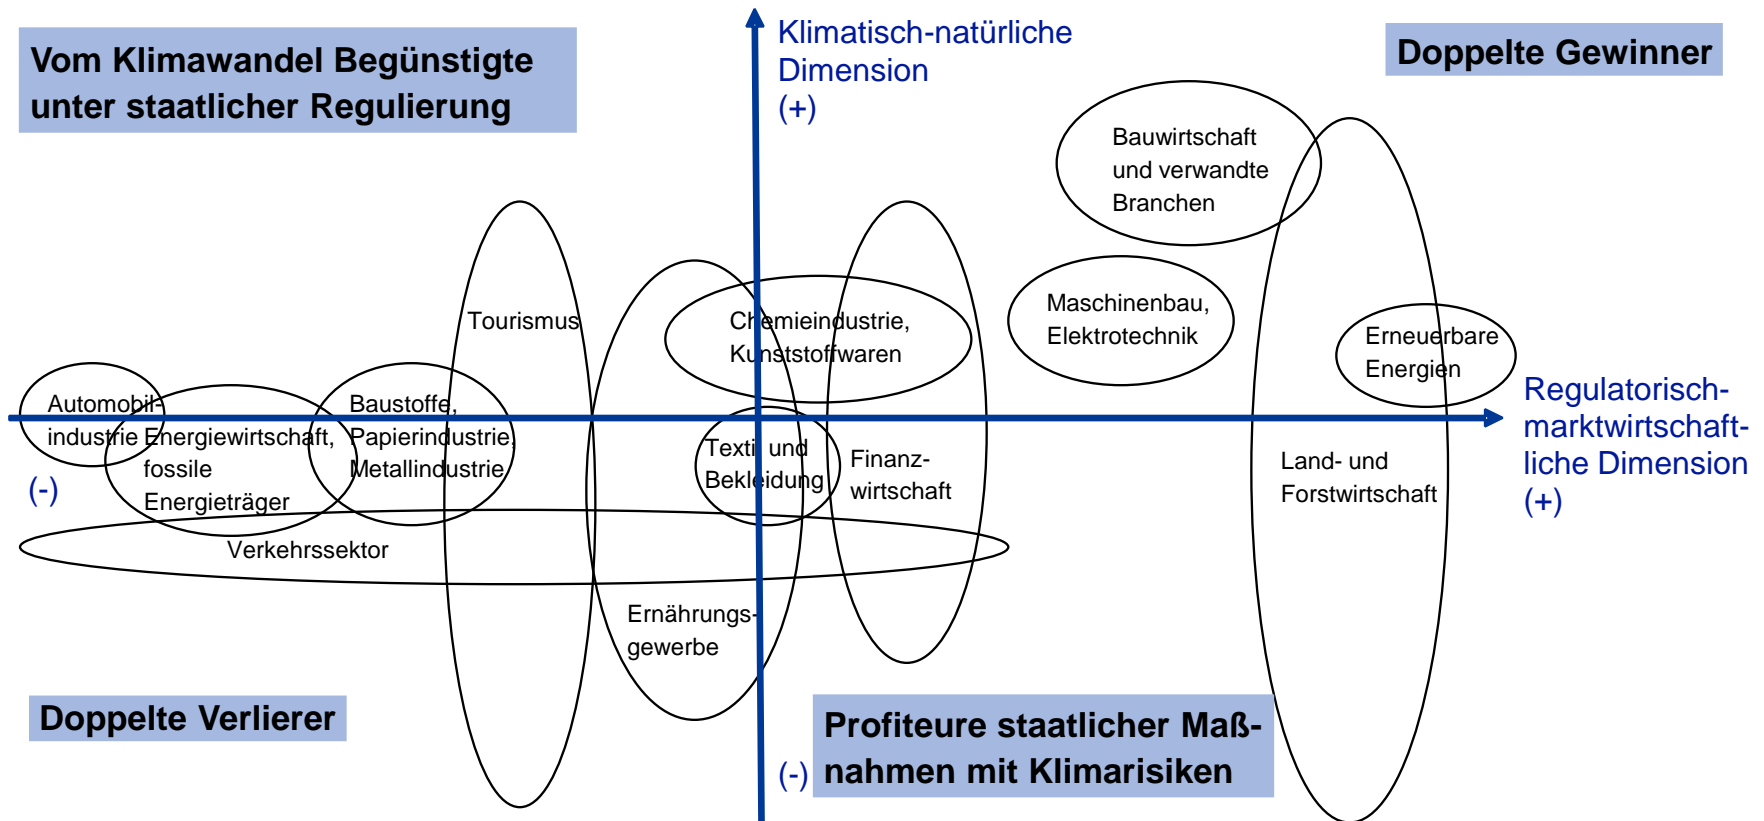 Vom Klimawandel Begünstigte
unter staatlicher Regulierung
Klimatisch-natürliche
Dimension
(+)
Doppelte Gewinner
Bauwirtschaft
und verwandte
Branchen
Tourismus
Chemieindustrie,
Kunststoffwaren
Maschinenbau,
Elektrotechnik
Erneuerbare
Energien
Automobil-
industrie
Energiewirtschaft,
fossile
Energieträger
Baustoffe,
Papierindustrie,
Metallindustrie
Textil und
Bekleidung
Finanz-
wirtschaft
Land- und
Forstwirtschaft
Regulatorisch-
marktwirtschaft-
liche Dimension
(+)
(-)
Verkehrssektor
Ernährungs-
gewerbe
Doppelte Verlierer
Profiteure staatlicher Maß-
nahmen mit Klimarisiken
(-)